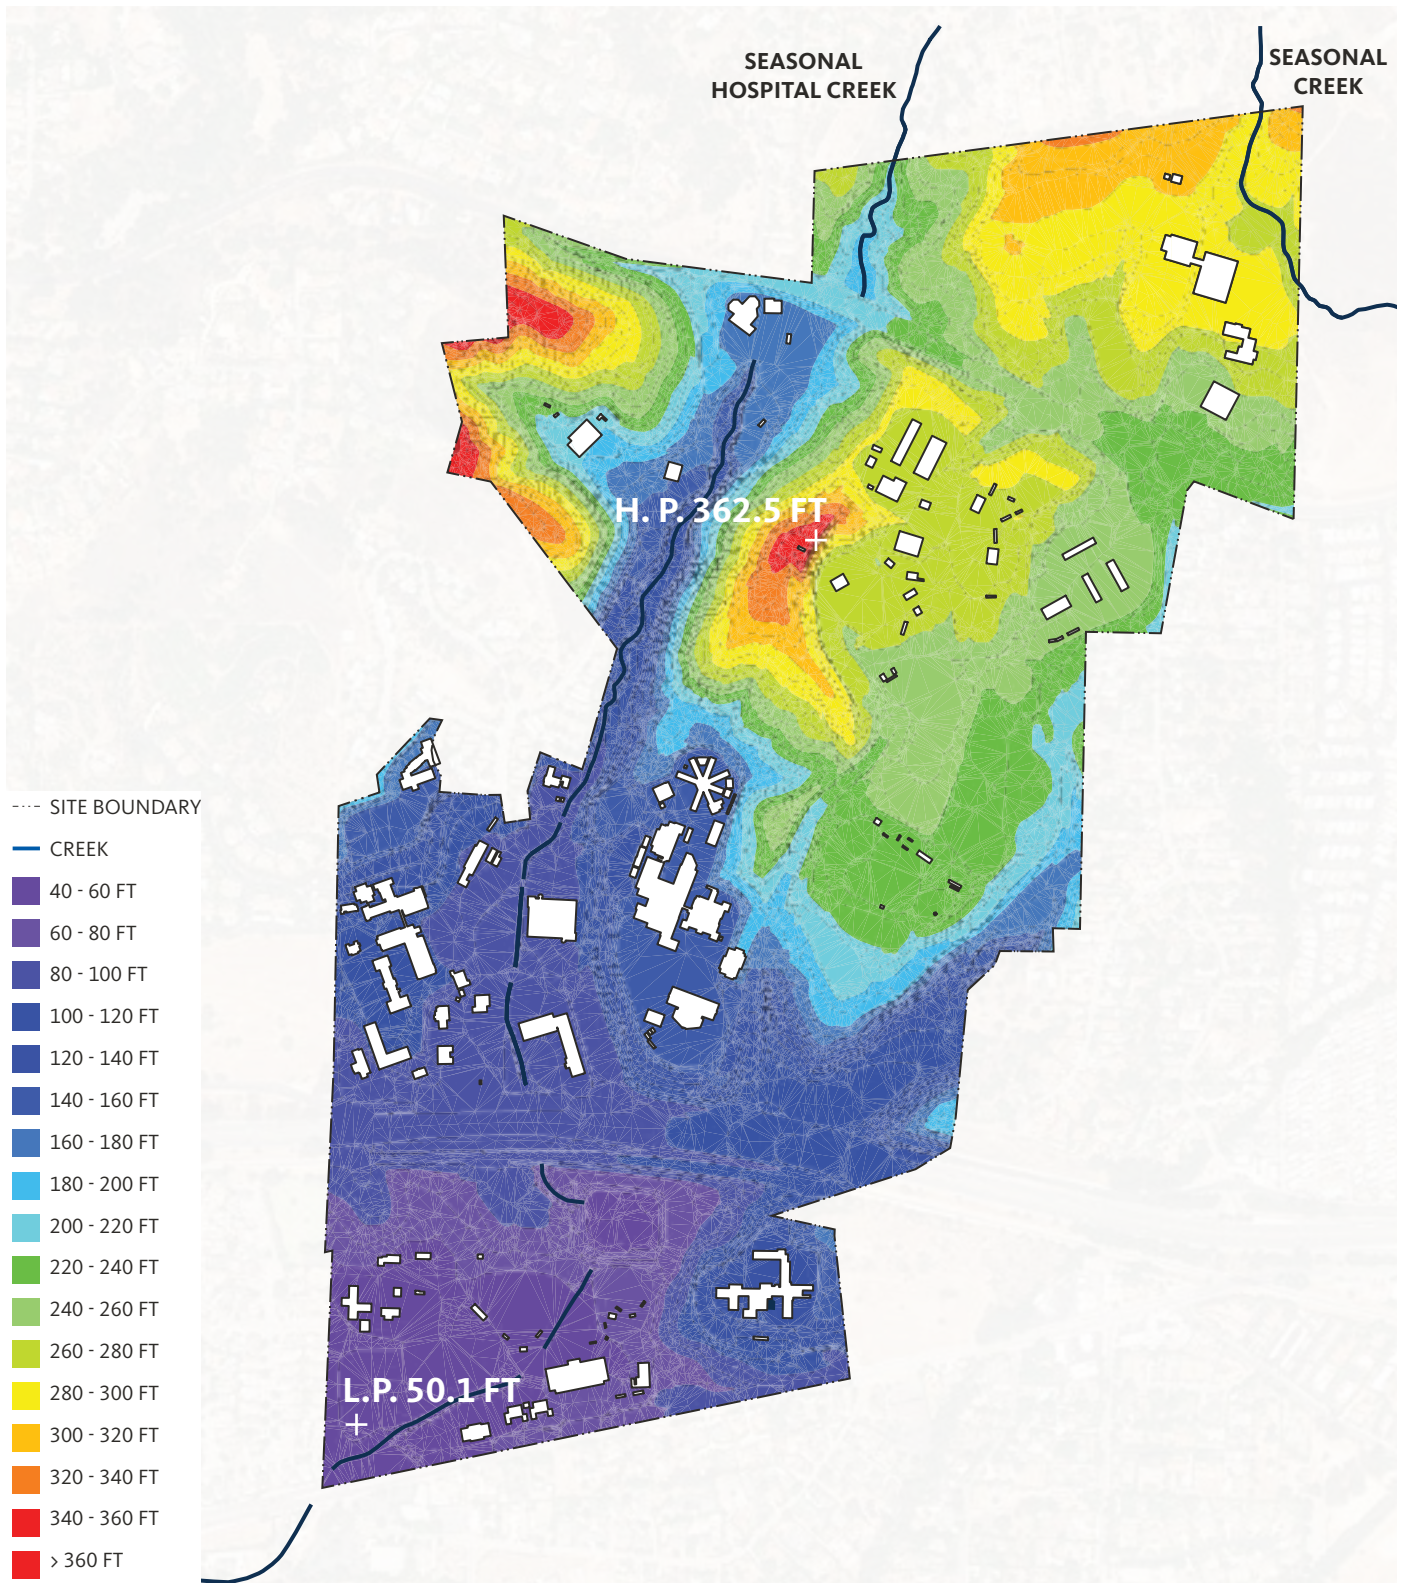 SEASONAL
HOSPITAL CREEK
SEASONAL
CREEK
H. P. 362.5 FT
SITE BOUNDARY
CREEK
40 - 60 FT
60 - 80 FT
80 - 100 FT
100 - 120 FT
120 - 140 FT
140 - 160 FT
160 - 180 FT
180 - 200 FT
200 - 220 FT
220 - 240 FT
240 - 260 FT
260 - 280 FT
280 - 300 FT
300 - 320 FT
320 - 340 FT
340 - 360 FT
> 360 FT
L.P. 50.1 FT